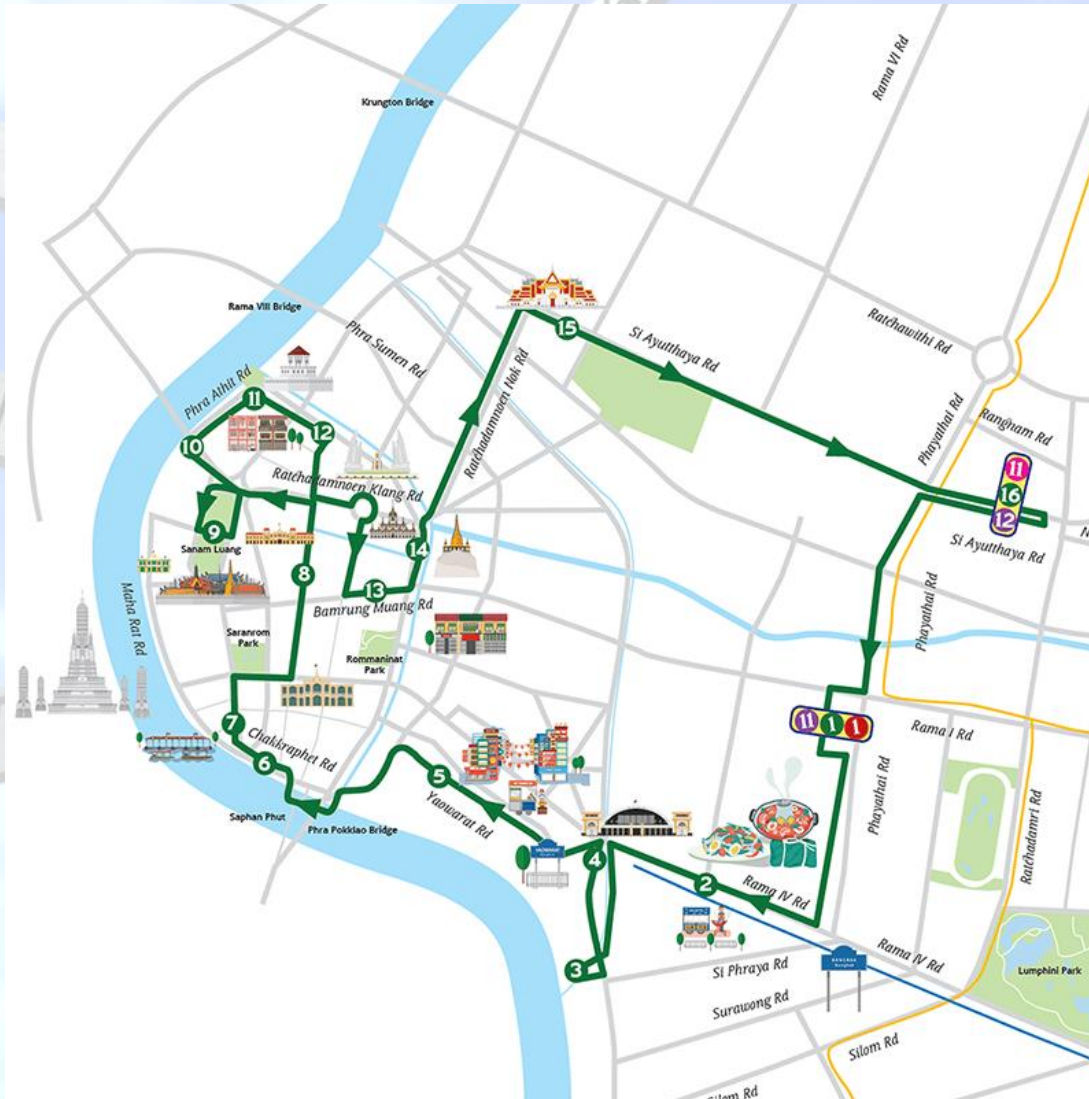 Krungton Bridge
Rama VI Rd
Rama VIII Bridge
Phra Sumen Rd
Si Ayutthaya Rd
Ratchawithi Rd
Phra Athit Rd
Ratchadamnoen Nok Rd
Phayathai Rd
Rangnam Rd
15
11
10
12
Ratchadamnoen Klang Rd
11
16
12
Si Ayutthaya Rd
9
Sanam Luang
14
8
13
Bamrung Muang Rd
Maha Rat Rd
Saranrom
Park
Rommaninat
Park
Phayathai Rd
7
Chakkraphet Rd
6
11
1
1
Rama I Rd
5
Yaowarat Rd
Phayathai Rd
Ratchadamri Rd
Saphan Phut
Phra Pokklao Bridge
4
2
Rama IV Rd
3
Si Phraya Rd
Rama IV Rd
Lumphini Park
Surawong Rd
Silom Rd